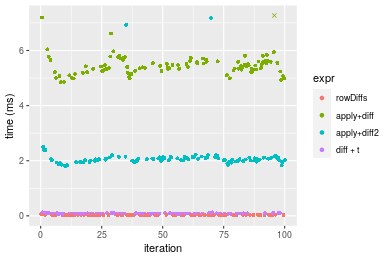 6
4
2
0
0
25
50
75
100
time (ms)
iteration
expr
rowDiffs
apply+diff
apply+diff2
diff + t